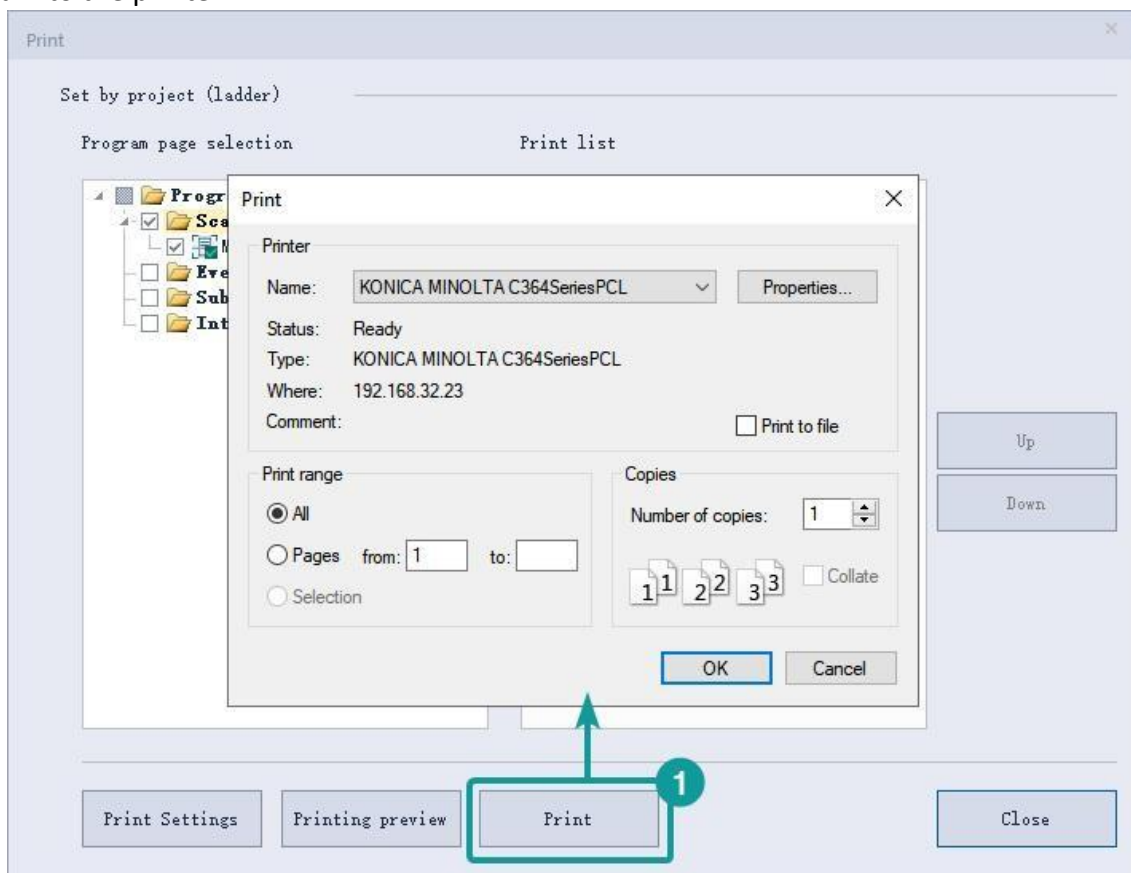 Print
Set by project (ladder)
Program page selection
Print list
Progr
Sca
M
Eve
Sub
Int
Print
Printer
Name: KONICA MINOLTA C364SeriesPCL Properties...
Status: Ready
Type: KONICA MINOLTA C364SeriesPCL
Where: 192.168.32.23
Comment: Print to file
Print range
All
Pages from: 1 to:
Selection
Copies
Number of copies: 1
1 1 2 2 3 3 Collate
OK Cancel
Up
Down
1
Print Settings Printing preview Print Close